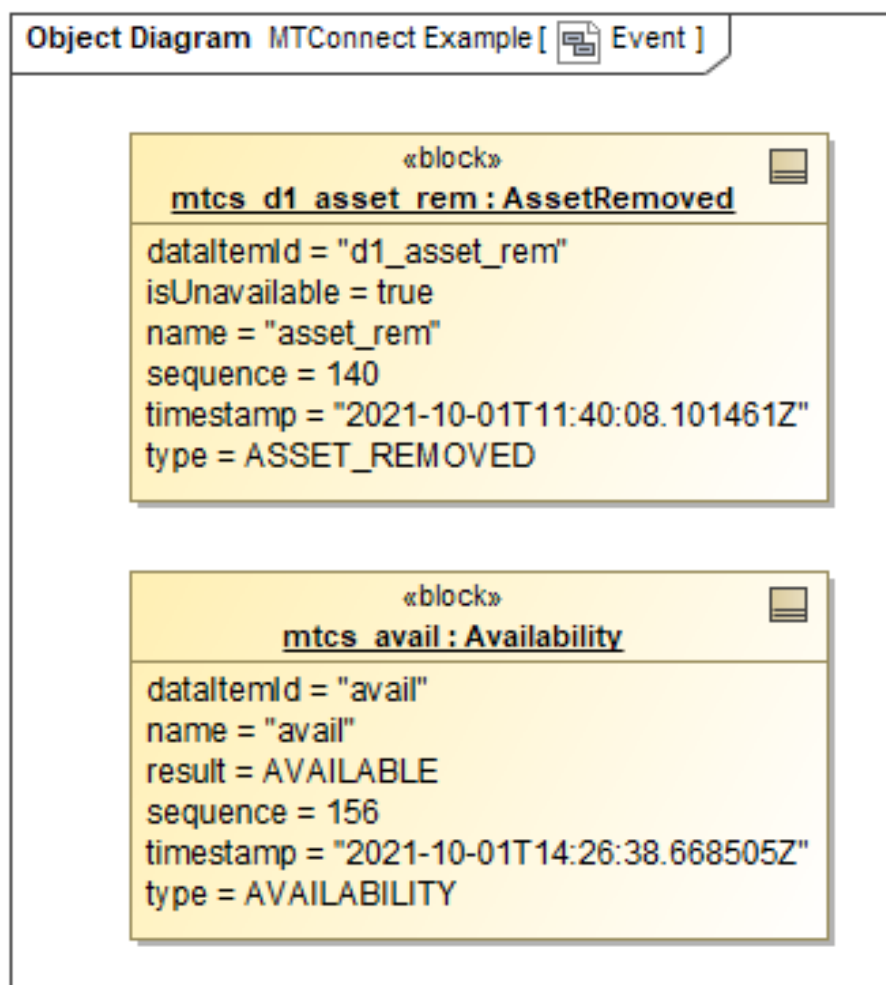 Object Diagram MTConnect Example [ Event ]
«block»
mtcs_d1_asset_rem : AssetRemoved
dataItemId = "d1_asset_rem"
isUnavailable = true
name = "asset_rem"
sequence = 140
timestamp = "2021-10-01T11:40:08.101461Z"
type = ASSET_REMOVED
«block»
mtcs_avail : Availability
dataItemId = "avail"
name = "avail"
result = AVAILABLE
sequence = 156
timestamp = "2021-10-01T14:26:38.668505Z"
type = AVAILABILITY